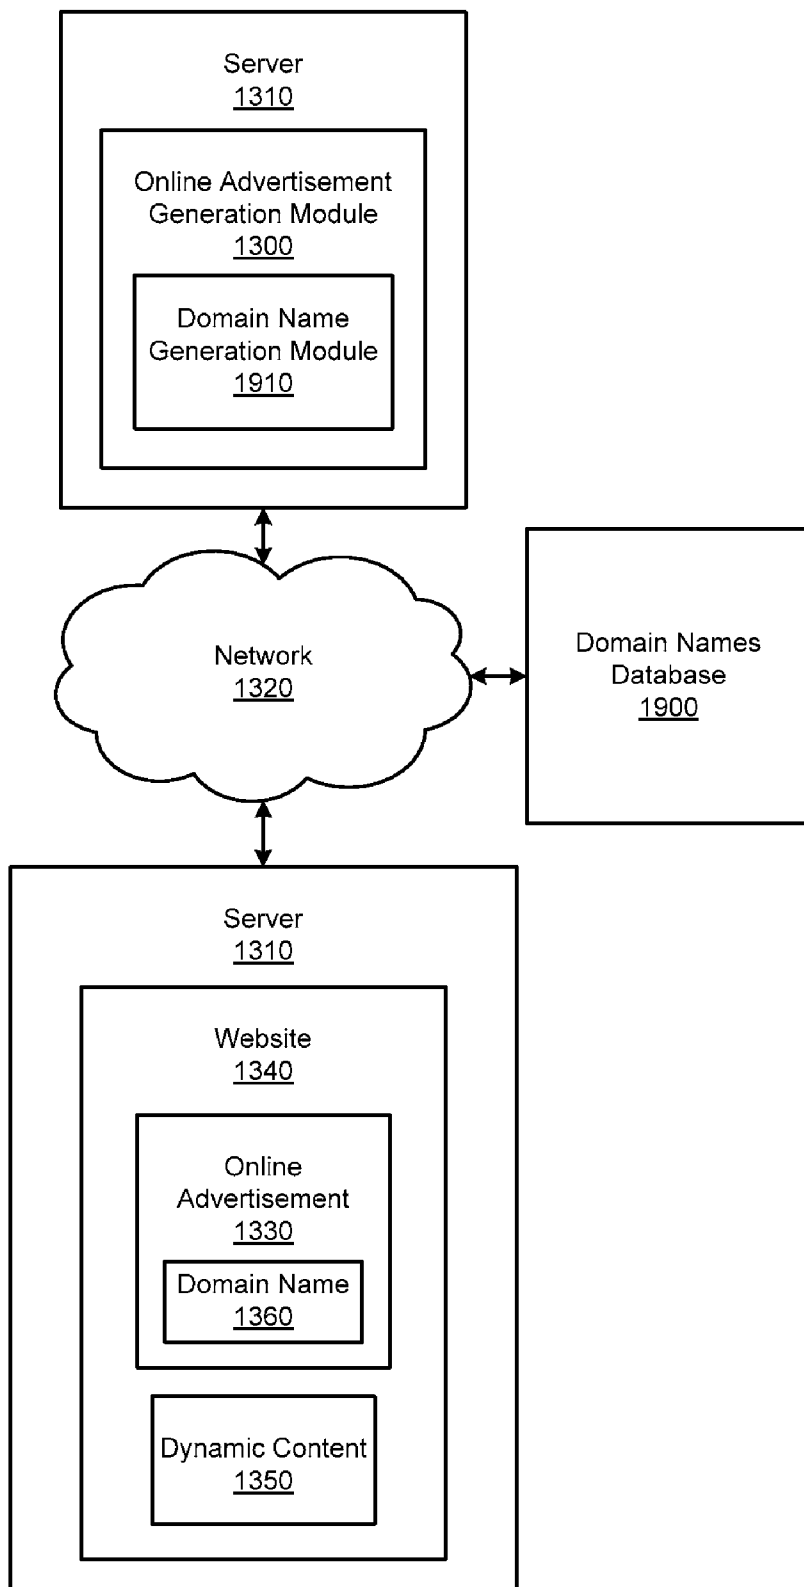 Server
1310
Online Advertisement
Generation Module
1300
Domain Name
Generation Module
1910
Network
1320
Domain Names
Database
1900
Server
1310
Website
1340
Online
Advertisement
1330
Domain Name
1360
Dynamic Content
1350